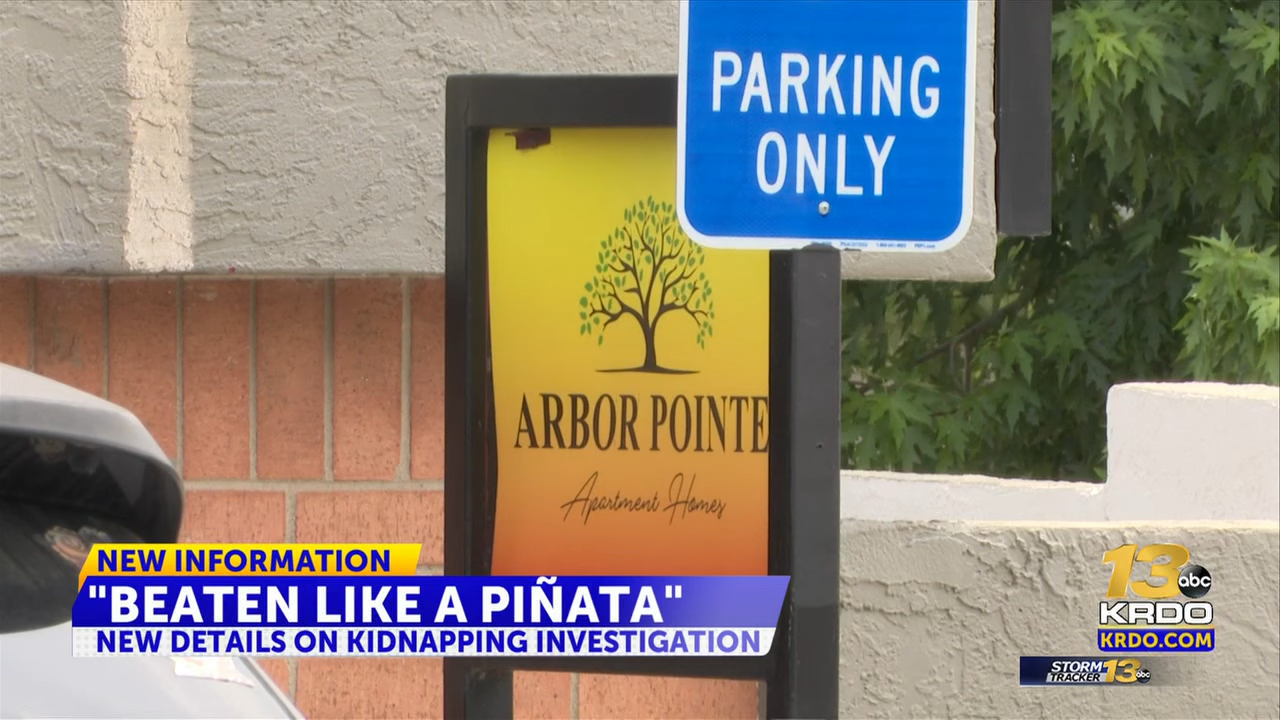 PARKING
ONLY
ARBOR POINTE
Apartment Homes
NEW INFORMATION
"BEATEN LIKE A PIÑATA"
NEW DETAILS ON KIDNAPPING INVESTIGATION
13 abc
KRDO
KRDO.COM
STORM
TRACKER 13 abc